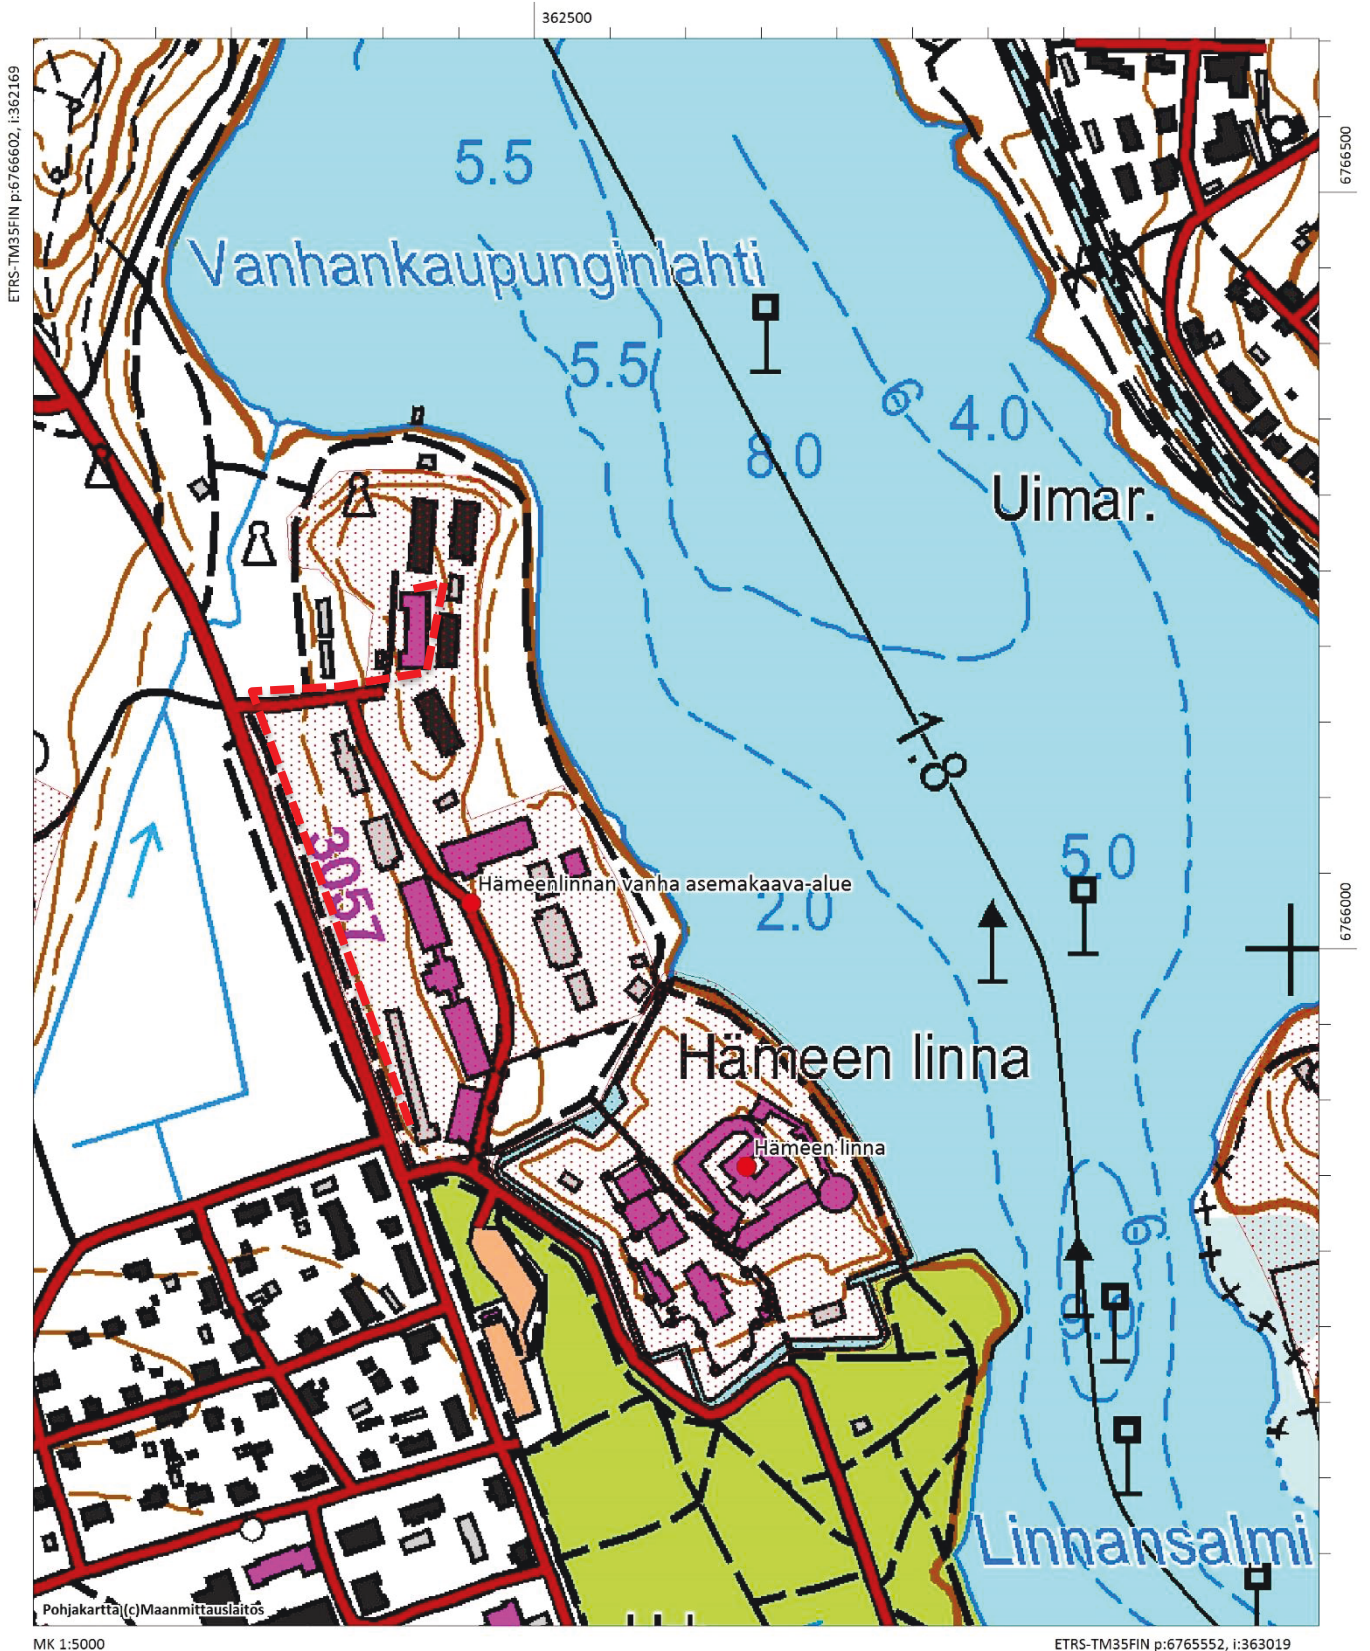 362500
ETRS-TM35FIN p:6766602, i:362169
6766500
5.5
Vanhankaupunginlahti
5.5
6
4.0
8.0
Uimar.
1.8
3057
5.0
Hämeenlinnan vanha asemakaava-alue
2.0
6766000
Hämeen linna
Hämeen linna
6
9.0
Linnansalmi
Pohjakartta (c)Maanmittauslaitos
MK 1:5000
ETRS-TM35FIN p:6765552, i:363019